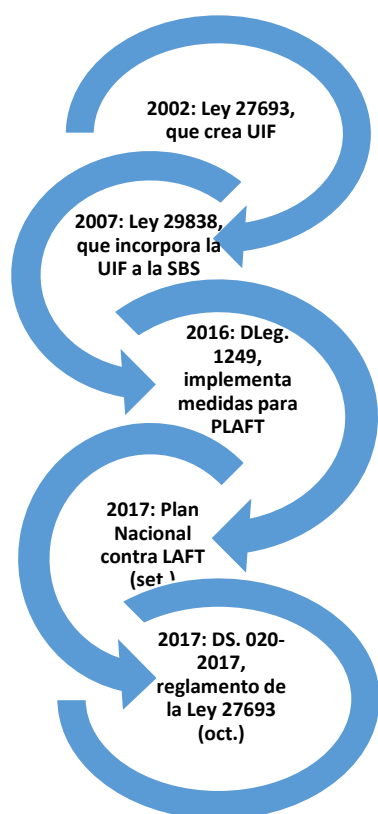 2002: Ley 27693,
que crea UIF
2007: Ley 29838,
que incorpora la
UIF a la SBS
2016: DLeg.
1249,
implementa
medidas para
PLAFT
2017: Plan
Nacional
contra LAFT
(set.)
2017: DS. 020-
2017,
reglamento de
la Ley 27693
(oct.)